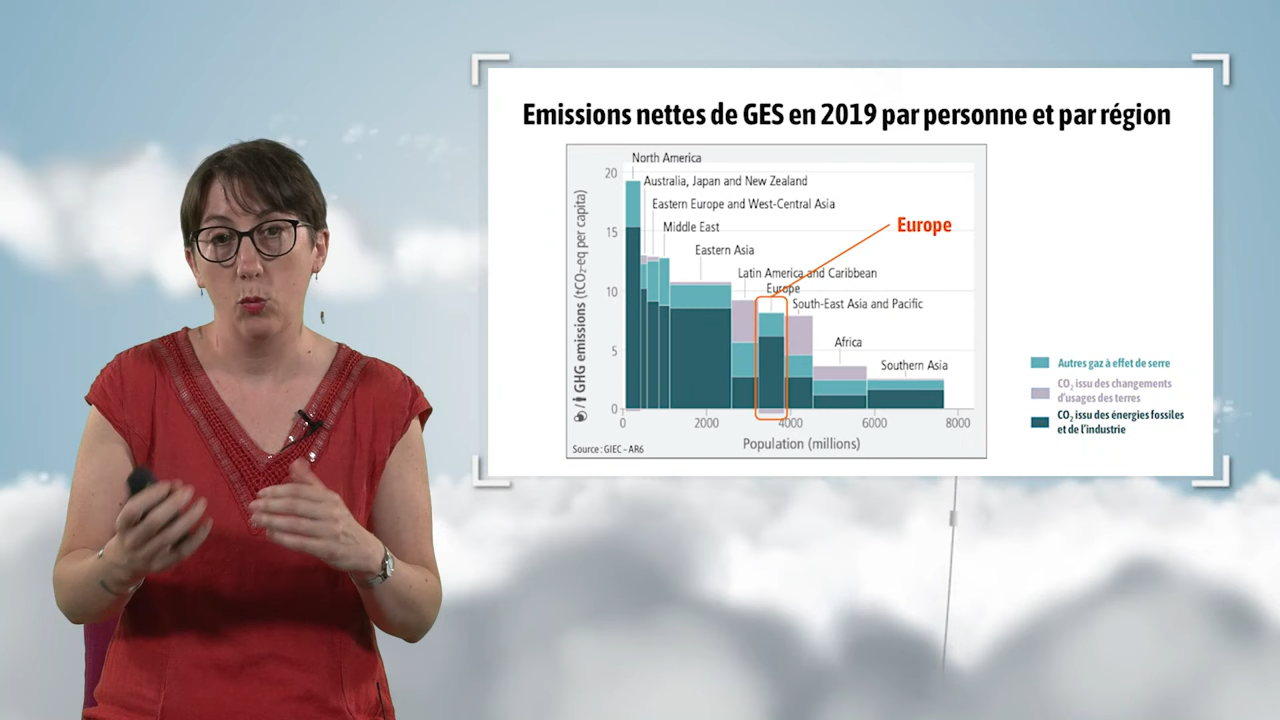 Emissions nettes de GES en 2019 par personne et par région
North America
Australia, Japan and New Zealand
Eastern Europe and West-Central Asia
Middle East
Eastern Asia
Latin America and Caribbean
Europe
South-East Asia and Pacific
Africa
Southern Asia
Europe
20
15
10
5
0
GHG emissions (tCO₂-eq per capita)
0
2000
4000
6000
8000
Population (millions)
Source : GIEC - AR6
Autres gaz à effet de serre
CO₂ issu des changements
d'usages des terres
CO₂ issu des énergies fossiles
et de l'industrie